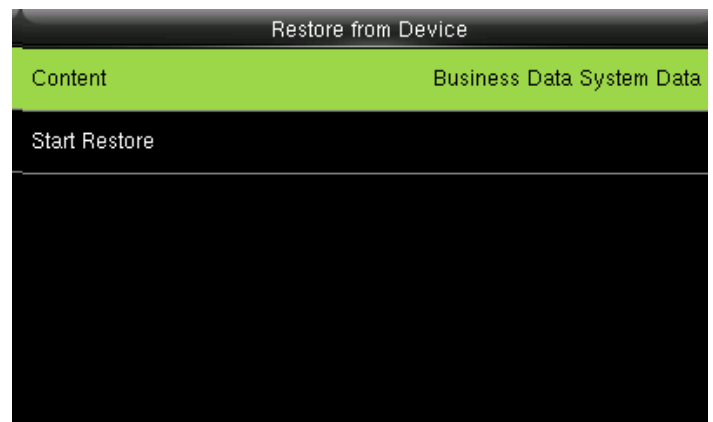 Restore from Device
Content Business Data System Data
Start Restore